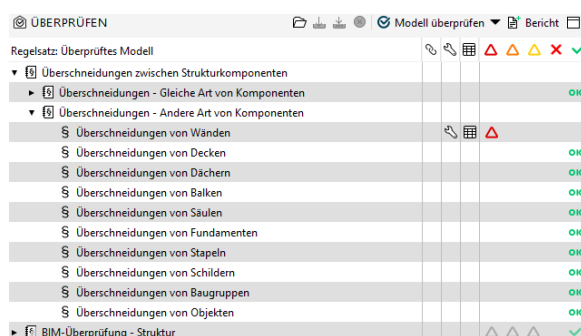 ÜBERPRÜFEN Modell überprüfen Bericht
Regelsatz: Überprüftes Modell
§ Überschneidungen zwischen Strukturkomponenten
§ Überschneidungen - Gleiche Art von Komponenten OK
§ Überschneidungen - Andere Art von Komponenten
§ Überschneidungen von Wänden
§ Überschneidungen von Decken OK
§ Überschneidungen von Dächern OK
§ Überschneidungen von Balken OK
§ Überschneidungen von Säulen OK
§ Überschneidungen von Fundamenten OK
§ Überschneidungen von Stapeln OK
§ Überschneidungen von Schildern OK
§ Überschneidungen von Baugruppen OK
§ Überschneidungen von Objekten OK
§ BIM-Überprüfung - Struktur